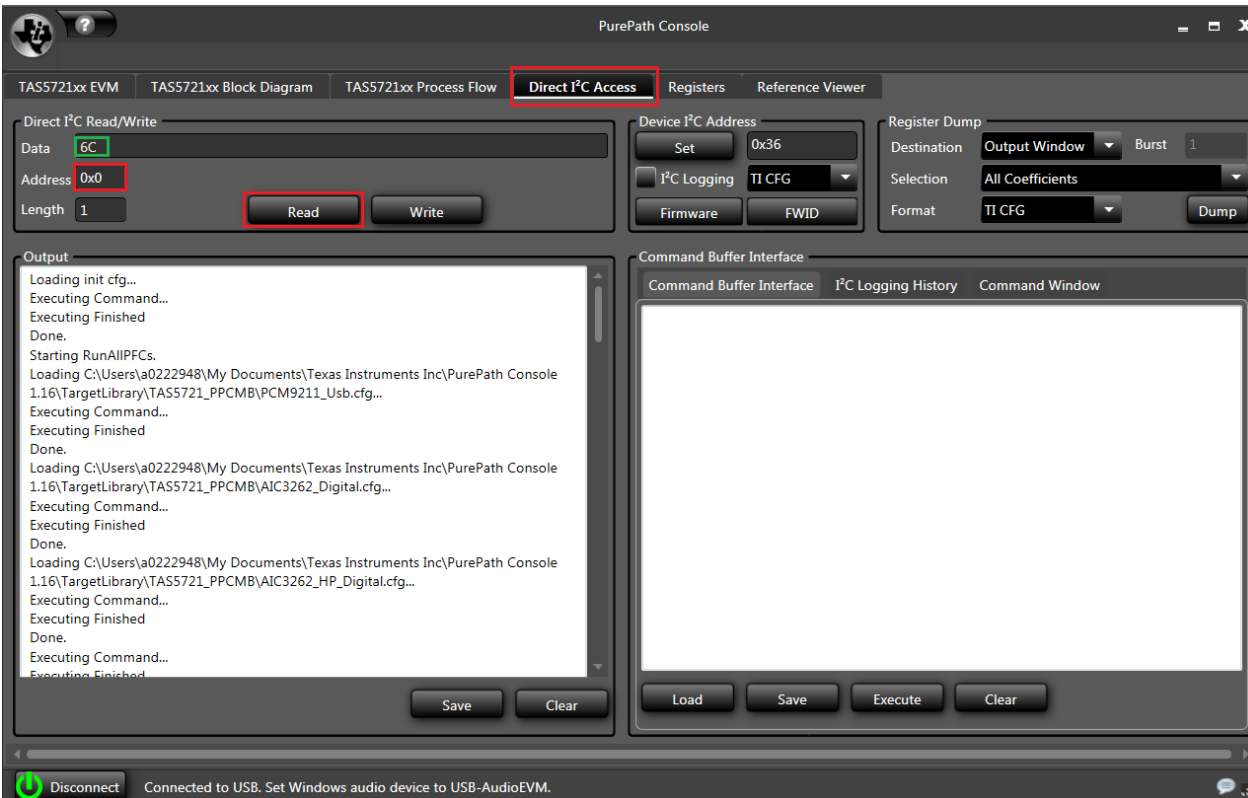 ?
PurePath Console
TAS5721xx EVM TAS5721xx Block Diagram TAS5721xx Process Flow Direct I²C Access Registers Reference Viewer
Direct I²C Read/Write
Data 6C
Address 0x0
Length 1 Read Write
Device I²C Address
Set 0x36
I²C Logging TI CFG
Firmware FWID
Register Dump
Destination Output Window Burst 1
Selection All Coefficients
Format TI CFG Dump
Output
Loading init cfg...
Executing Command...
Executing Finished
Done.
Starting RunAllPFCs.
Loading C:\Users\a0222948\My Documents\Texas Instruments Inc\PurePath Console
1.16\TargetLibrary\TAS5721_PPCMB\PCM9211_Usb.cfg...
Executing Command...
Executing Finished
Done.
Loading C:\Users\a0222948\My Documents\Texas Instruments Inc\PurePath Console
1.16\TargetLibrary\TAS5721_PPCMB\AIC3262_Digital.cfg...
Executing Command...
Executing Finished
Done.
Loading C:\Users\a0222948\My Documents\Texas Instruments Inc\PurePath Console
1.16\TargetLibrary\TAS5721_PPCMB\AIC3262_HP_Digital.cfg...
Executing Command...
Executing Finished
Done.
Executing Command...
Executing Finished
Save Clear
Command Buffer Interface
Command Buffer Interface I²C Logging History Command Window
Load Save Execute Clear
Disconnect Connected to USB. Set Windows audio device to USB-AudioEVM.